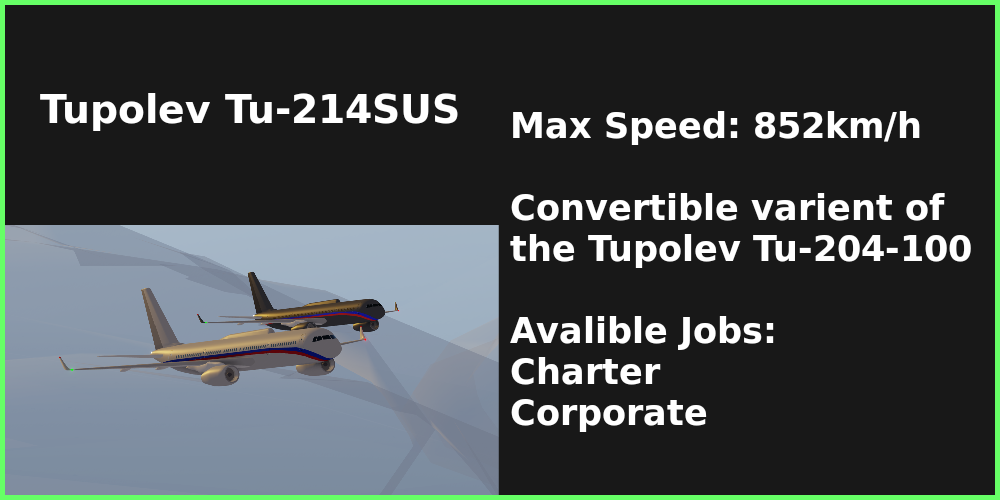 Tupolev Tu-214SUS
Max Speed: 852km/h
Convertible varient of
the Tupolev Tu-204-100
Avalible Jobs:
Charter
Corporate